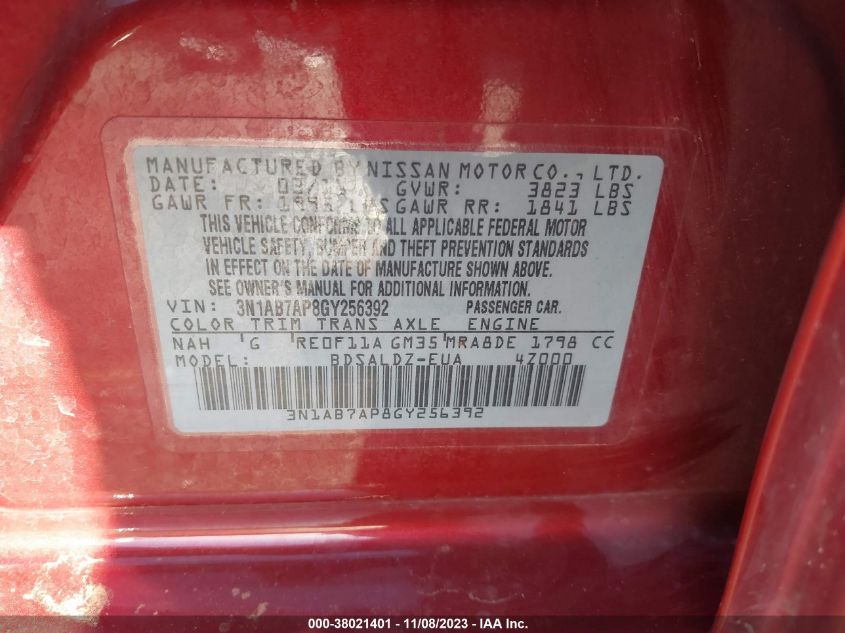 MANUFACTURED BY NISSAN MOTOR CO., LTD.
DATE: GVWR: 3823 LBS
GAWR FR: GAWR RR: 1841 LBS
THIS VEHICLE CONFORMS TO ALL APPLICABLE FEDERAL MOTOR
VEHICLE SAFETY, BUMPER AND THEFT PREVENTION STANDARDS
IN EFFECT ON THE DATE OF MANUFACTURE SHOWN ABOVE.
SEE OWNER'S MANUAL FOR ADDITIONAL INFORMATION.
VIN: 3N1AB7AP8GY256392 PASSENGER CAR.
COLOR TRIM TRANS AXLE ENGINE
NAH G RE0F11A GM35 MRA8DE 1798 CC
MODEL: BDSALDZ-EUA 4Z000
3N1AB7AP8GY256392
000-38021401 - 11/08/2023 - IAA Inc.